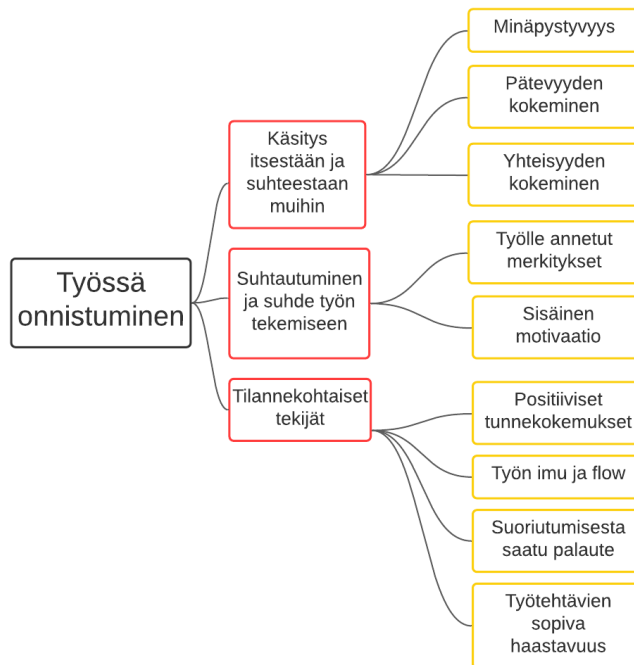 Työssä
onnistuminen
Käsitys
itsestään ja
suhteestaan
muihin
Suhtautuminen
ja suhde työn
tekemiseen
Tilannekohtaiset
tekijät
Minäpystyvyys
Pätevyyden
kokeminen
Yhteisyyden
kokeminen
Työlle annetut
merkitykset
Sisäinen
motivaatio
Positiiviset
tunnekokemukset
Työn imu ja flow
Suoriutumisesta
saatu palaute
Työtehtävien
sopiva
haastavuus